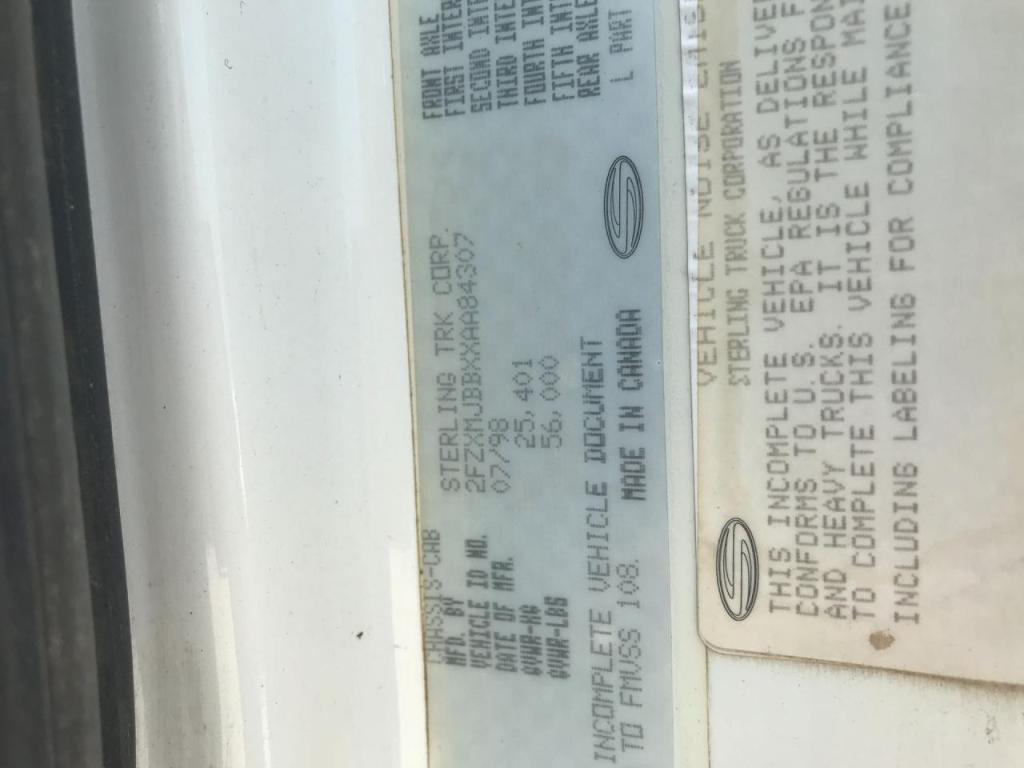 CHASSIS-CAB
MFD. BY STERLING TRK CORP.
VEHICLE ID NO. 2FZXMJBBXXAA84307
DATE OF MFR. 07/98
GVWR-KG 25,401
GVWR-LBS 56,000
INCOMPLETE VEHICLE DOCUMENT
TO FMVSS 108. MADE IN CANADA
FRONT AXLE
FIRST INTER
SECOND INT
THIRD INTE
FOURTH INT
FIFTH INT
REAR AXLE
L PART
VEHICLE NOISE EMISS
STERLING TRUCK CORPORATION
THIS INCOMPLETE VEHICLE, AS DELIVE
CONFORMS TO U.S. EPA REGULATIONS F
AND HEAVY TRUCKS. IT IS THE RESPON
TO COMPLETE THIS VEHICLE WHILE MAI
INCLUDING LABELING FOR COMPLIANCE